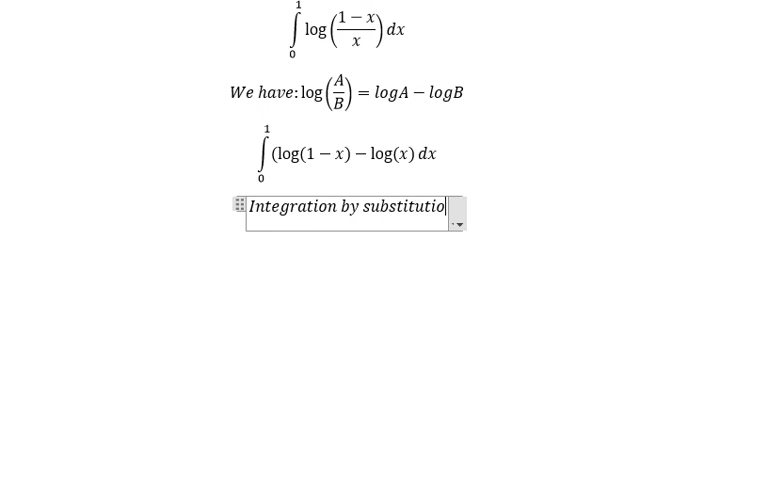 ∫₀¹ log((1 − x)/x) dx
We have: log(A/B) = logA − logB
∫₀¹ (log(1 − x) − log(x) dx
Integration by substitutio